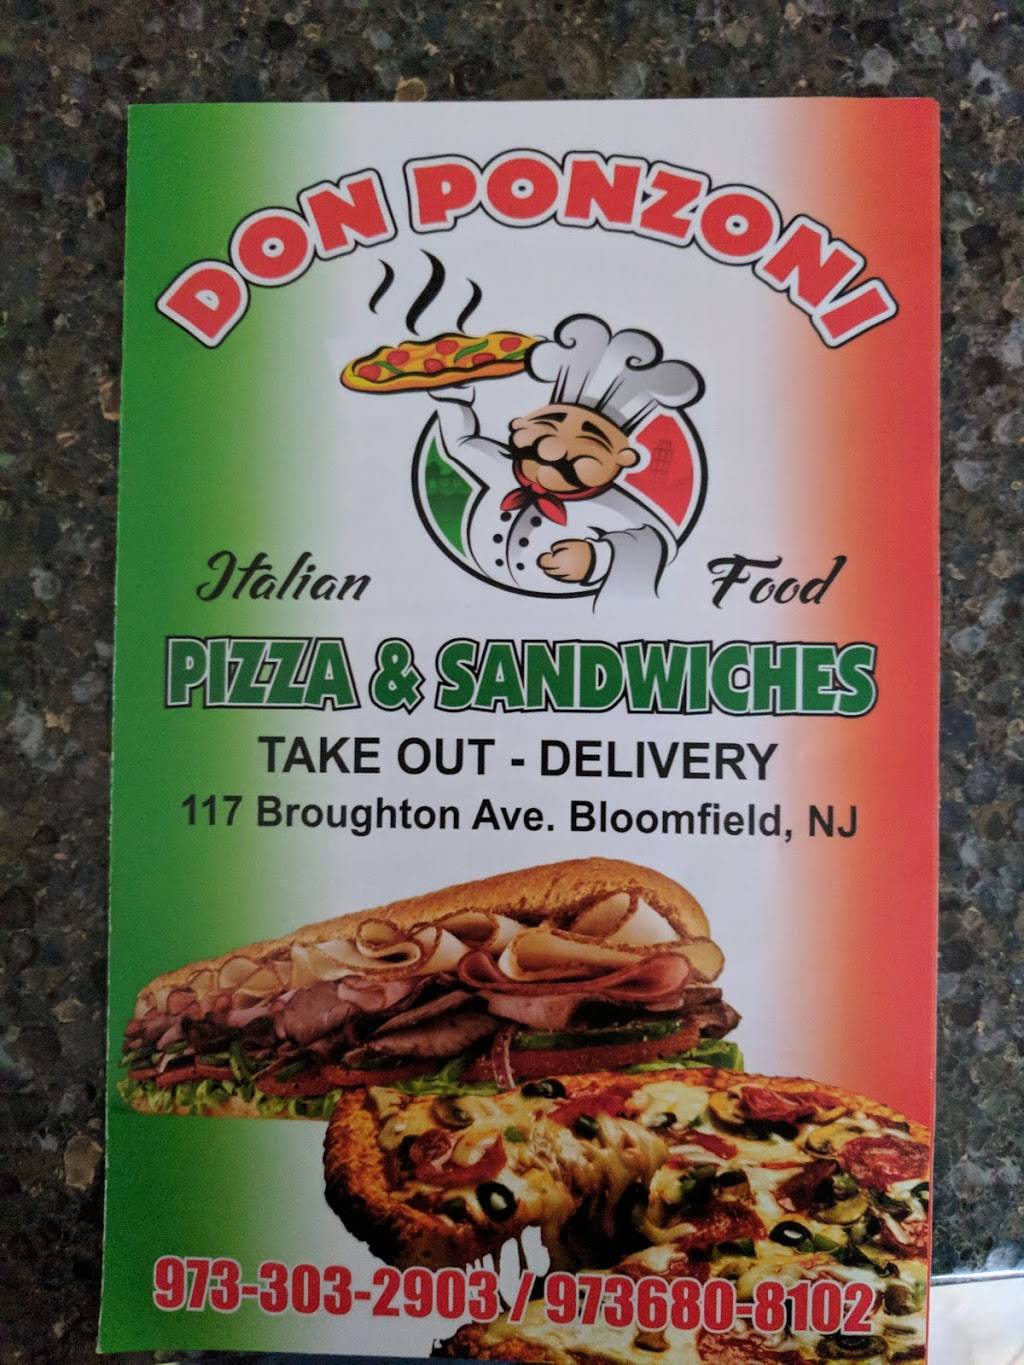 DON PONZONI
Italian Food
PIZZA & SANDWICHES
TAKE OUT - DELIVERY
117 Broughton Ave. Bloomfield, NJ
973-303-2903 / 973680-8102